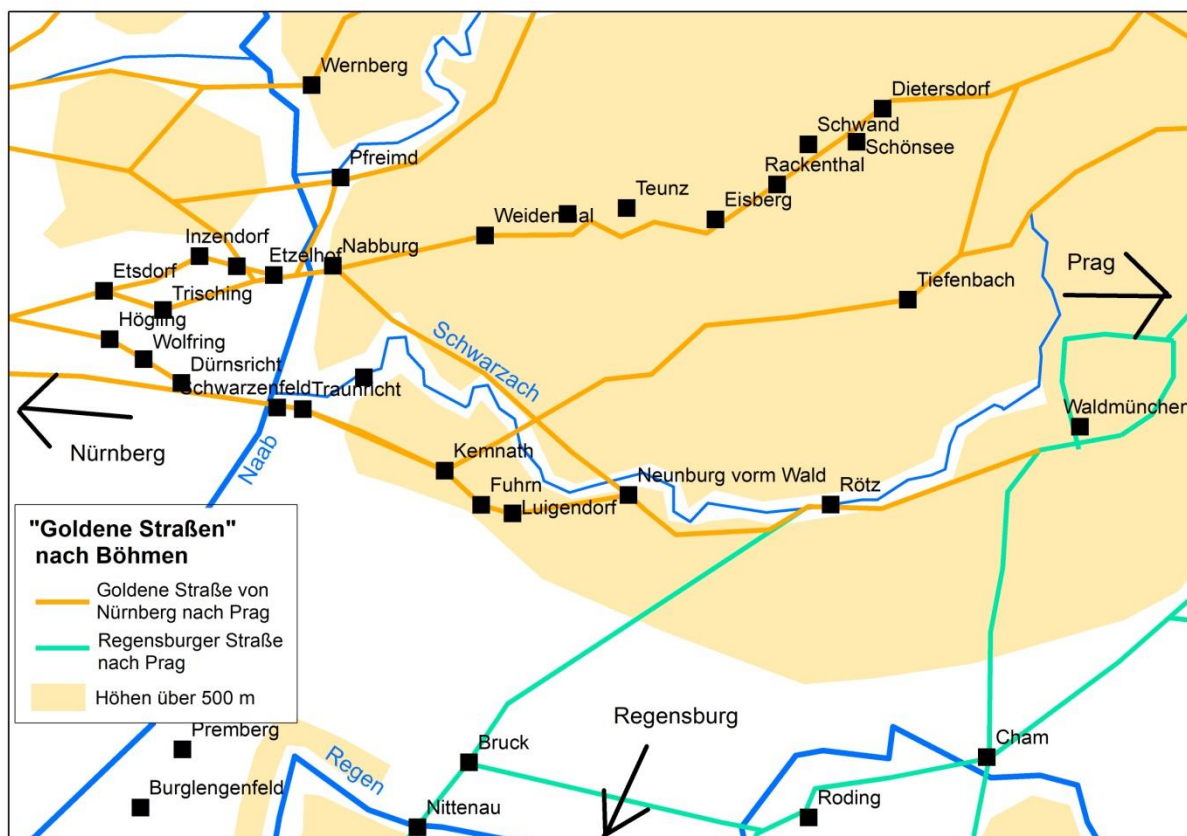 Wernberg
Dietersdorf
Schwand
Schönsee
Pfreimd
Rackenthal
Teunz
Eisberg
Weidenthal
Inzendorf
Etzelhof
Nabburg
Etsdorf
Trisching
Tiefenbach
Prag
Högling
Wolfring
Schwarzach
Dürnsricht
Schwarzenfeld
Traunricht
Waldmünchen
Nürnberg
Naab
Kemnath
Neunburg vorm Wald
Rötz
Fuhrn
Luigendorf
"Goldene Straßen"
nach Böhmen
Goldene Straße von
Nürnberg nach Prag
Regensburger Straße
nach Prag
Höhen über 500 m
Premberg
Burglengenfeld
Regen
Regensburg
Bruck
Nittenau
Cham
Roding